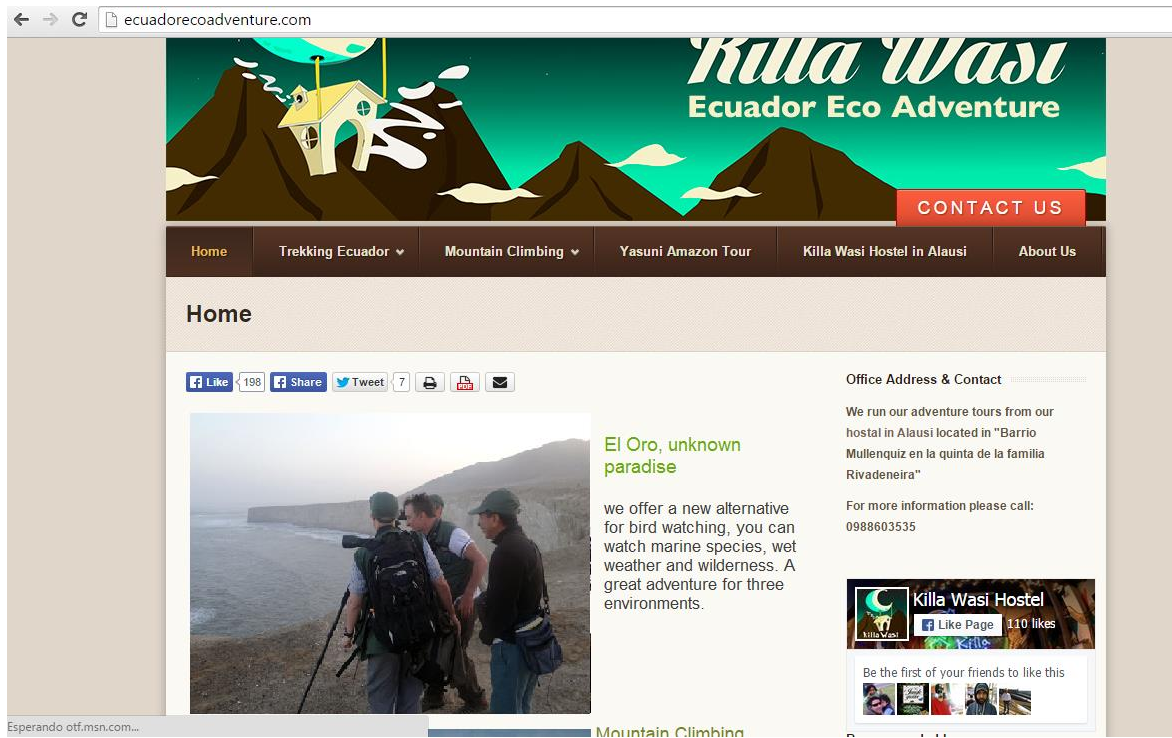 ecuadorecoadventure.com
Killa Wasi
Ecuador Eco Adventure
CONTACT US
Home
Trekking Ecuador
Mountain Climbing
Yasuni Amazon Tour
Killa Wasi Hostel in Alausi
About Us
Home
Like 198 Share Tweet 7
PDF
El Oro, unknown
paradise
we offer a new alternative
for bird watching, you can
watch marine species, wet
weather and wilderness. A
great adventure for three
environments.
Mountain Climbing
Office Address & Contact
We run our adventure tours from our
hostal in Alausi located in "Barrio
Mullenquiz en la quinta de la familia
Rivadeneira"
For more information please call:
0988603535
Killa Wasi
Killa Wasi Hostel
Like Page 110 likes
Be the first of your friends to like this
Esperando otf.msn.com...